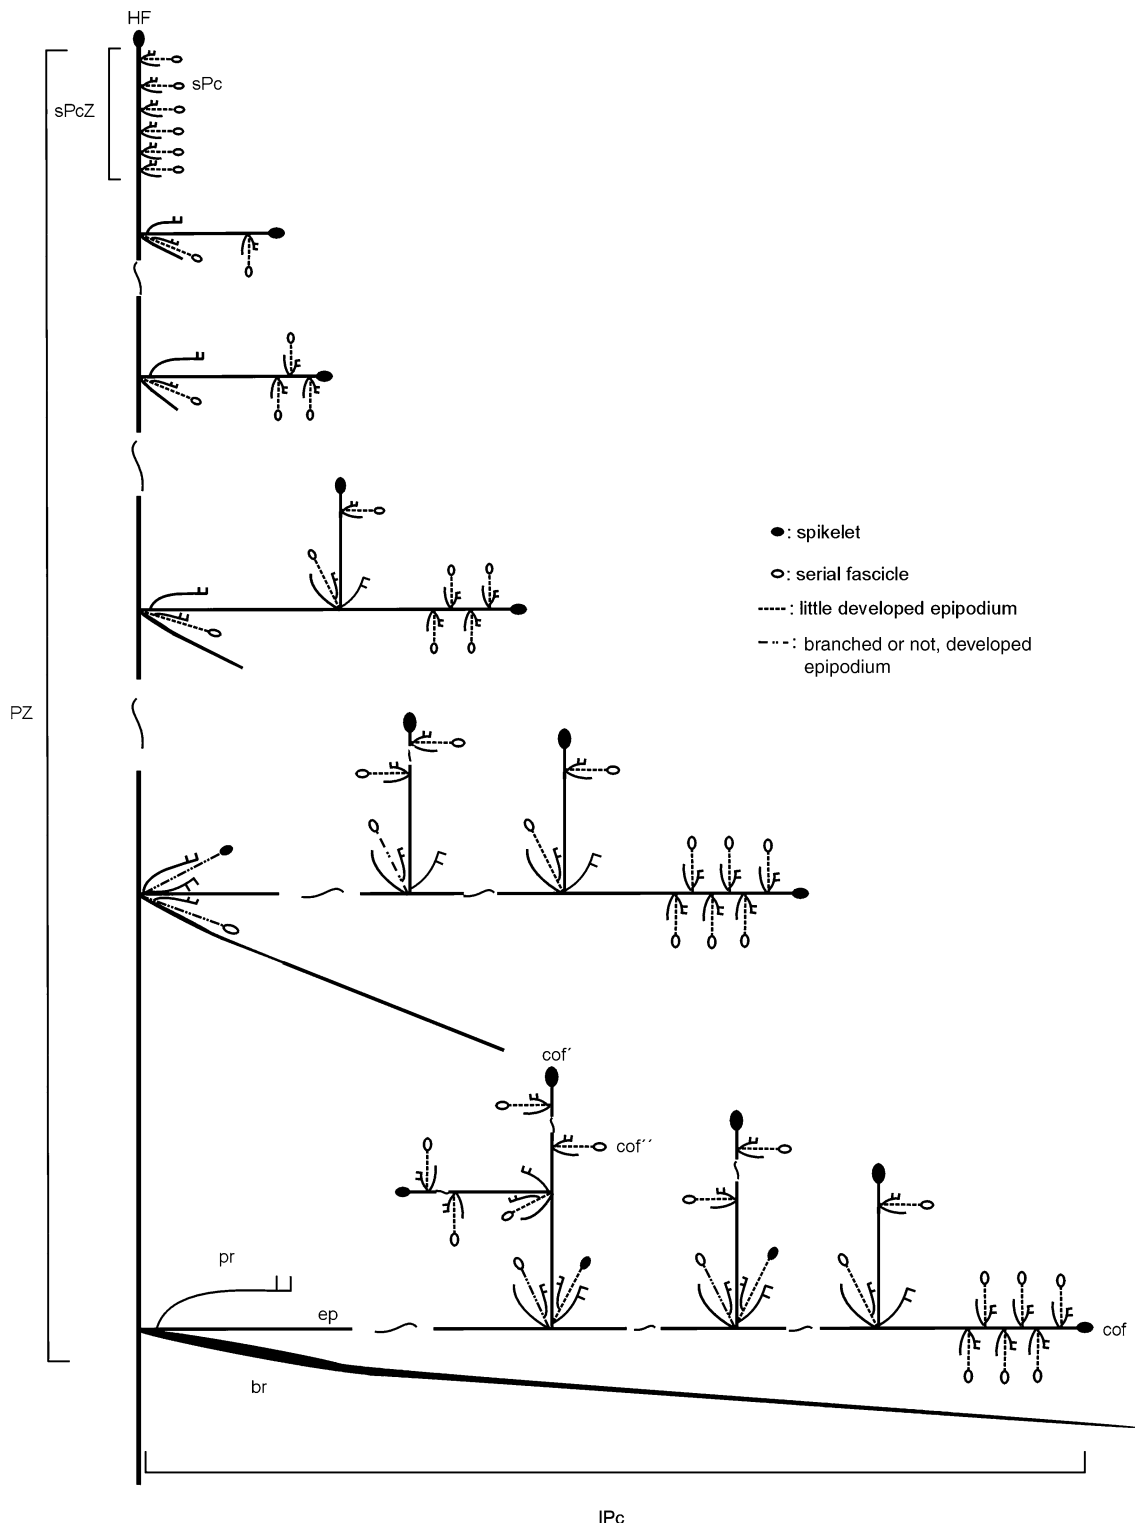 HF
sPc
sPcZ
: spikelet
: serial fascicle
: little developed epipodium
: branched or not, developed
epipodium
PZ
cof´
cof´´
pr
ep
cof
br
lPc